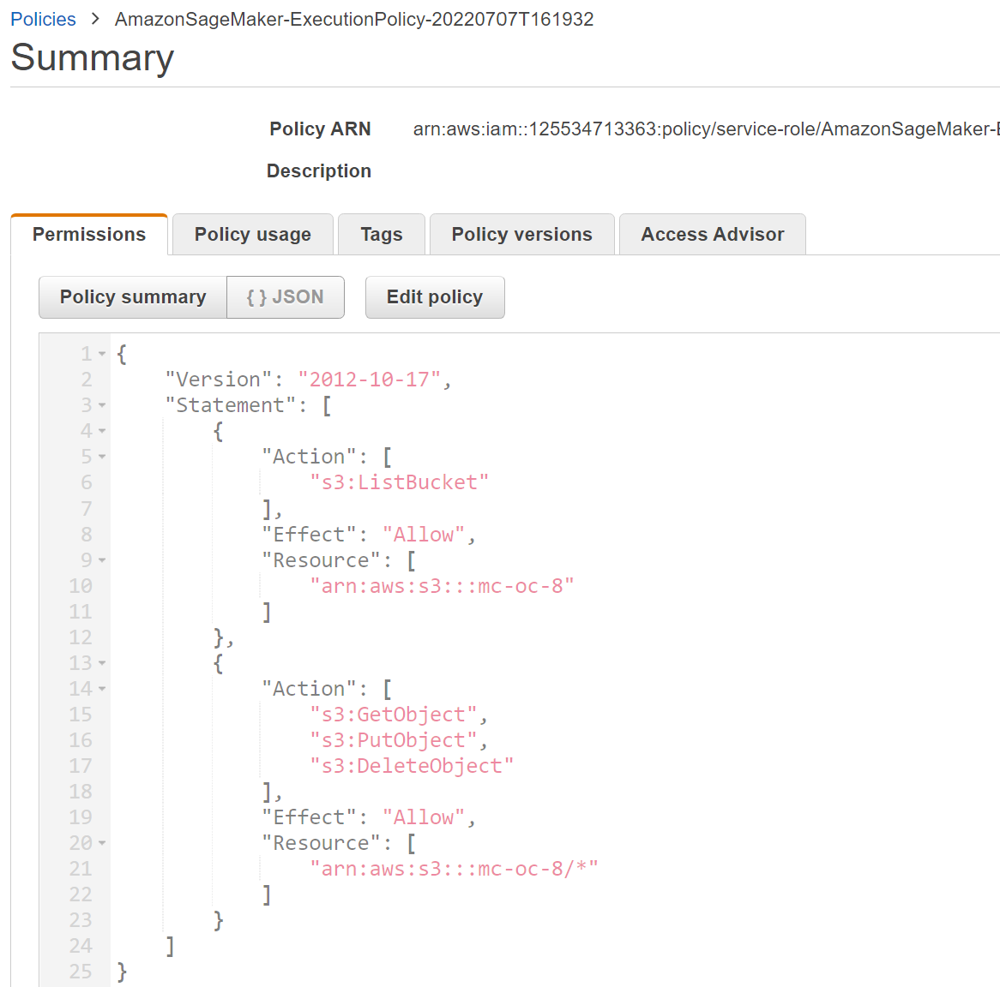 Policies > AmazonSageMaker-ExecutionPolicy-20220707T161932
Summary
Policy ARN arn:aws:iam::125534713363:policy/service-role/AmazonSageMaker-E
Description
Permissions Policy usage Tags Policy versions Access Advisor
Policy summary { } JSON Edit policy
1 {
2 "Version": "2012-10-17",
3 "Statement": [
4 {
5 "Action": [
6 "s3:ListBucket"
7 ],
8 "Effect": "Allow",
9 "Resource": [
10 "arn:aws:s3:::mc-oc-8"
11 ]
12 },
13 {
14 "Action": [
15 "s3:GetObject",
16 "s3:PutObject",
17 "s3:DeleteObject"
18 ],
19 "Effect": "Allow",
20 "Resource": [
21 "arn:aws:s3:::mc-oc-8/*"
22 ]
23 }
24 ]
25 }